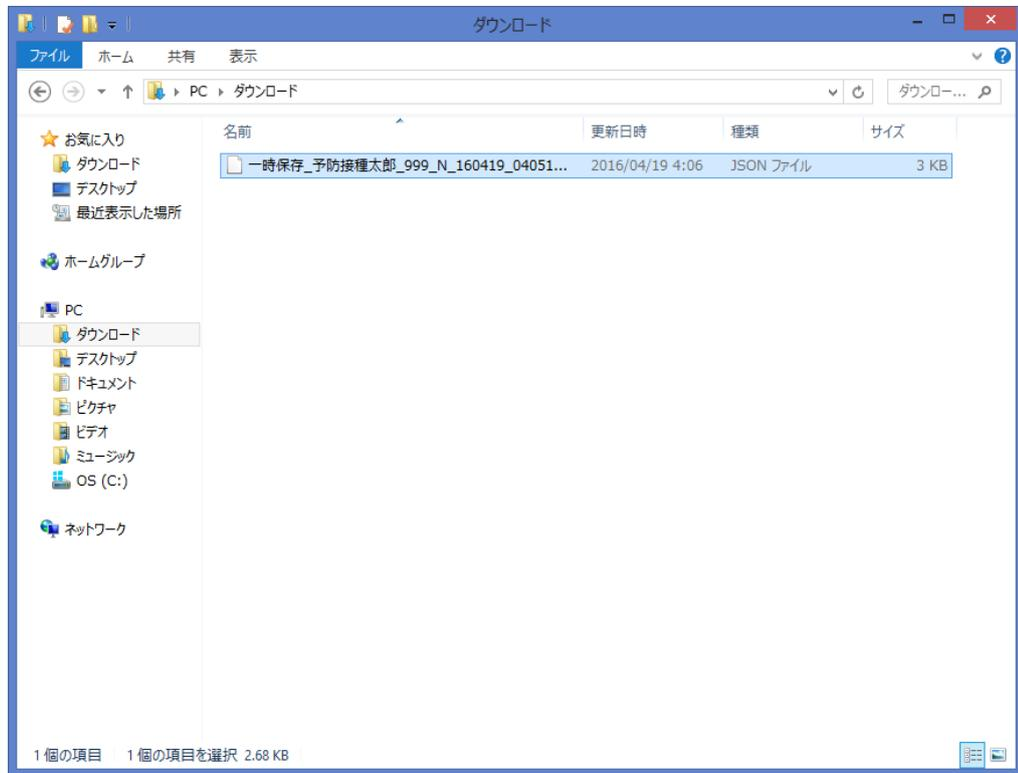 ダウンロード
ファイル ホーム 共有 表示
PC ダウンロード ダウンロー...
名前 更新日時 種類 サイズ
一時保存_予防接種太郎_999_N_160419_04051... 2016/04/19 4:06 JSON ファイル 3 KB
お気に入り
ダウンロード
デスクトップ
最近表示した場所
ホームグループ
PC
ダウンロード
デスクトップ
ドキュメント
ピクチャ
ビデオ
ミュージック
OS (C:)
ネットワーク
1 個の項目 1 個の項目を選択 2.68 KB